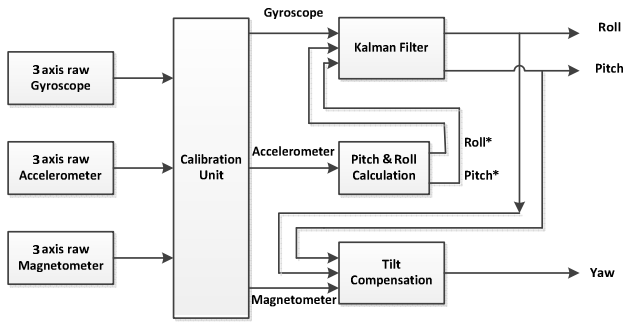 Gyroscope
Roll
Kalman Filter
Pitch
3 axis raw
Gyroscope
Roll*
3 axis raw
Accelerometer
Calibration
Unit
Accelerometer
Pitch & Roll
Calculation
Pitch*
3 axis raw
Magnetometer
Tilt
Compensation
Yaw
Magnetometer